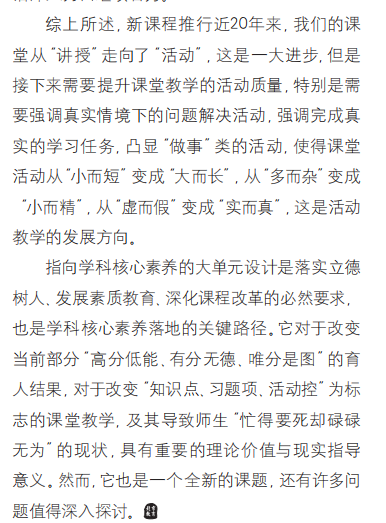 综上所述，新课程推行近20年来，我们的课
堂从“讲授”走向了“活动”，这是一大进步，但是
接下来需要提升课堂教学的活动质量，特别是需
要强调真实情境下的问题解决活动，强调完成真
实的学习任务，凸显“做事”类的活动，使得课堂
活动从“小而短”变成“大而长”，从“多而杂”变成
“小而精”，从“虚而假”变成“实而真”，这是活动
教学的发展方向。
指向学科核心素养的大单元设计是落实立德
树人、发展素质教育、深化课程改革的必然要求，
也是学科核心素养落地的关键路径。它对于改变
当前部分“高分低能、有分无德、唯分是图”的育
人结果，对于改变“知识点、习题项、活动控”为标
志的课堂教学，及其导致师生“忙得要死却碌碌
无为”的现状，具有重要的理论价值与现实指导
意义。然而，它也是一个全新的课题，还有许多问
题值得深入探讨。